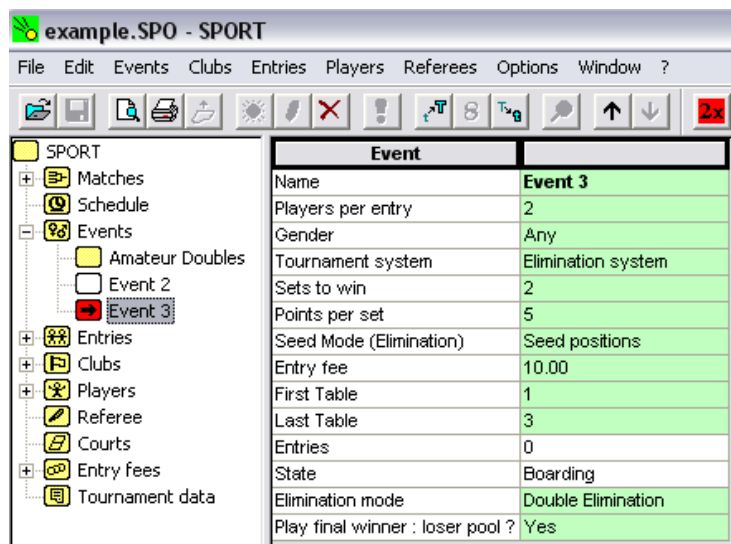 example.SPO - SPORT
File Edit Events Clubs Entries Players Referees Options Window ?
2x
SPORT
Matches
Schedule
Events
Amateur Doubles
Event 2
Event 3
Entries
Clubs
Players
Referee
Courts
Entry fees
Tournament data
Event
Name Event 3
Players per entry 2
Gender Any
Tournament system Elimination system
Sets to win 2
Points per set 5
Seed Mode (Elimination) Seed positions
Entry fee 10.00
First Table 1
Last Table 3
Entries 0
State Boarding
Elimination mode Double Elimination
Play final winner : loser pool ? Yes